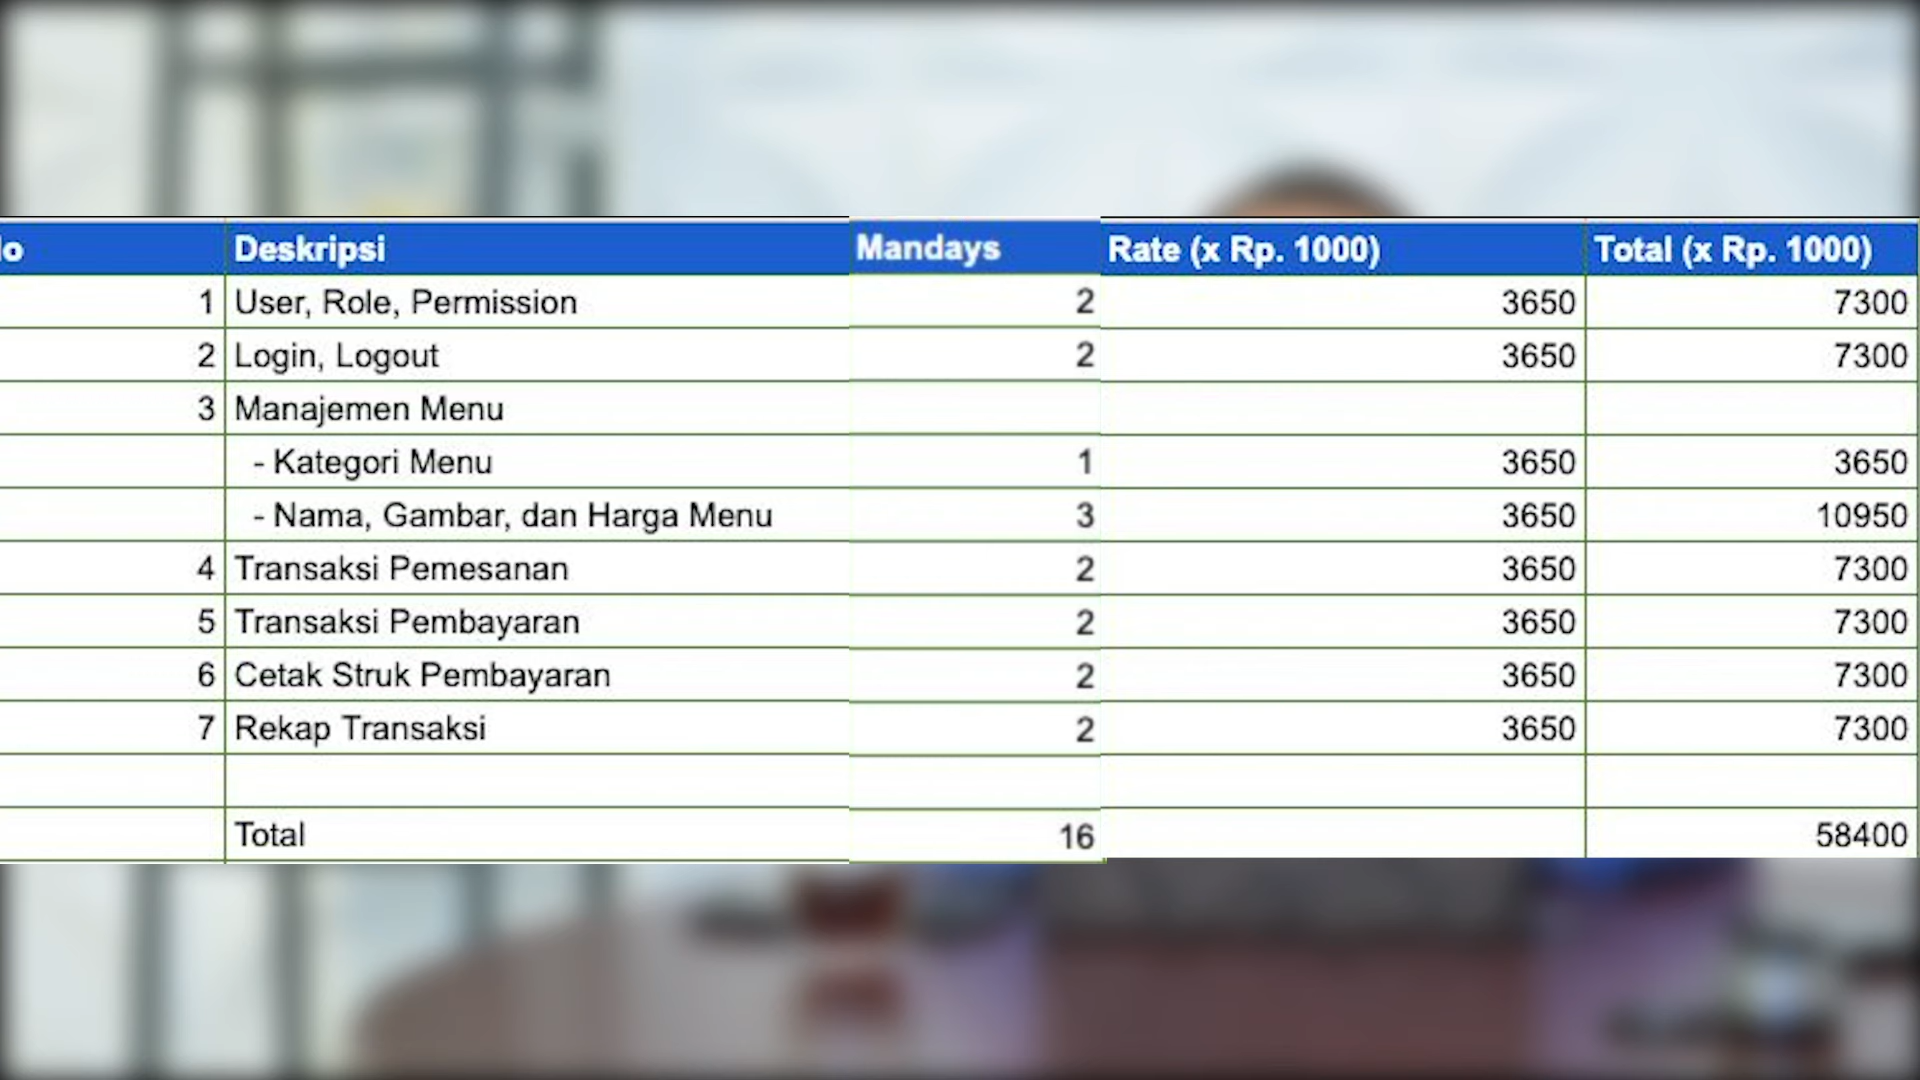 lo Deskripsi Mandays Rate (x Rp. 1000) Total (x Rp. 1000)
1 User, Role, Permission 2 3650 7300
2 Login, Logout 2 3650 7300
3 Manajemen Menu
- Kategori Menu 1 3650 3650
- Nama, Gambar, dan Harga Menu 3 3650 10950
4 Transaksi Pemesanan 2 3650 7300
5 Transaksi Pembayaran 2 3650 7300
6 Cetak Struk Pembayaran 2 3650 7300
7 Rekap Transaksi 2 3650 7300
Total 16 58400